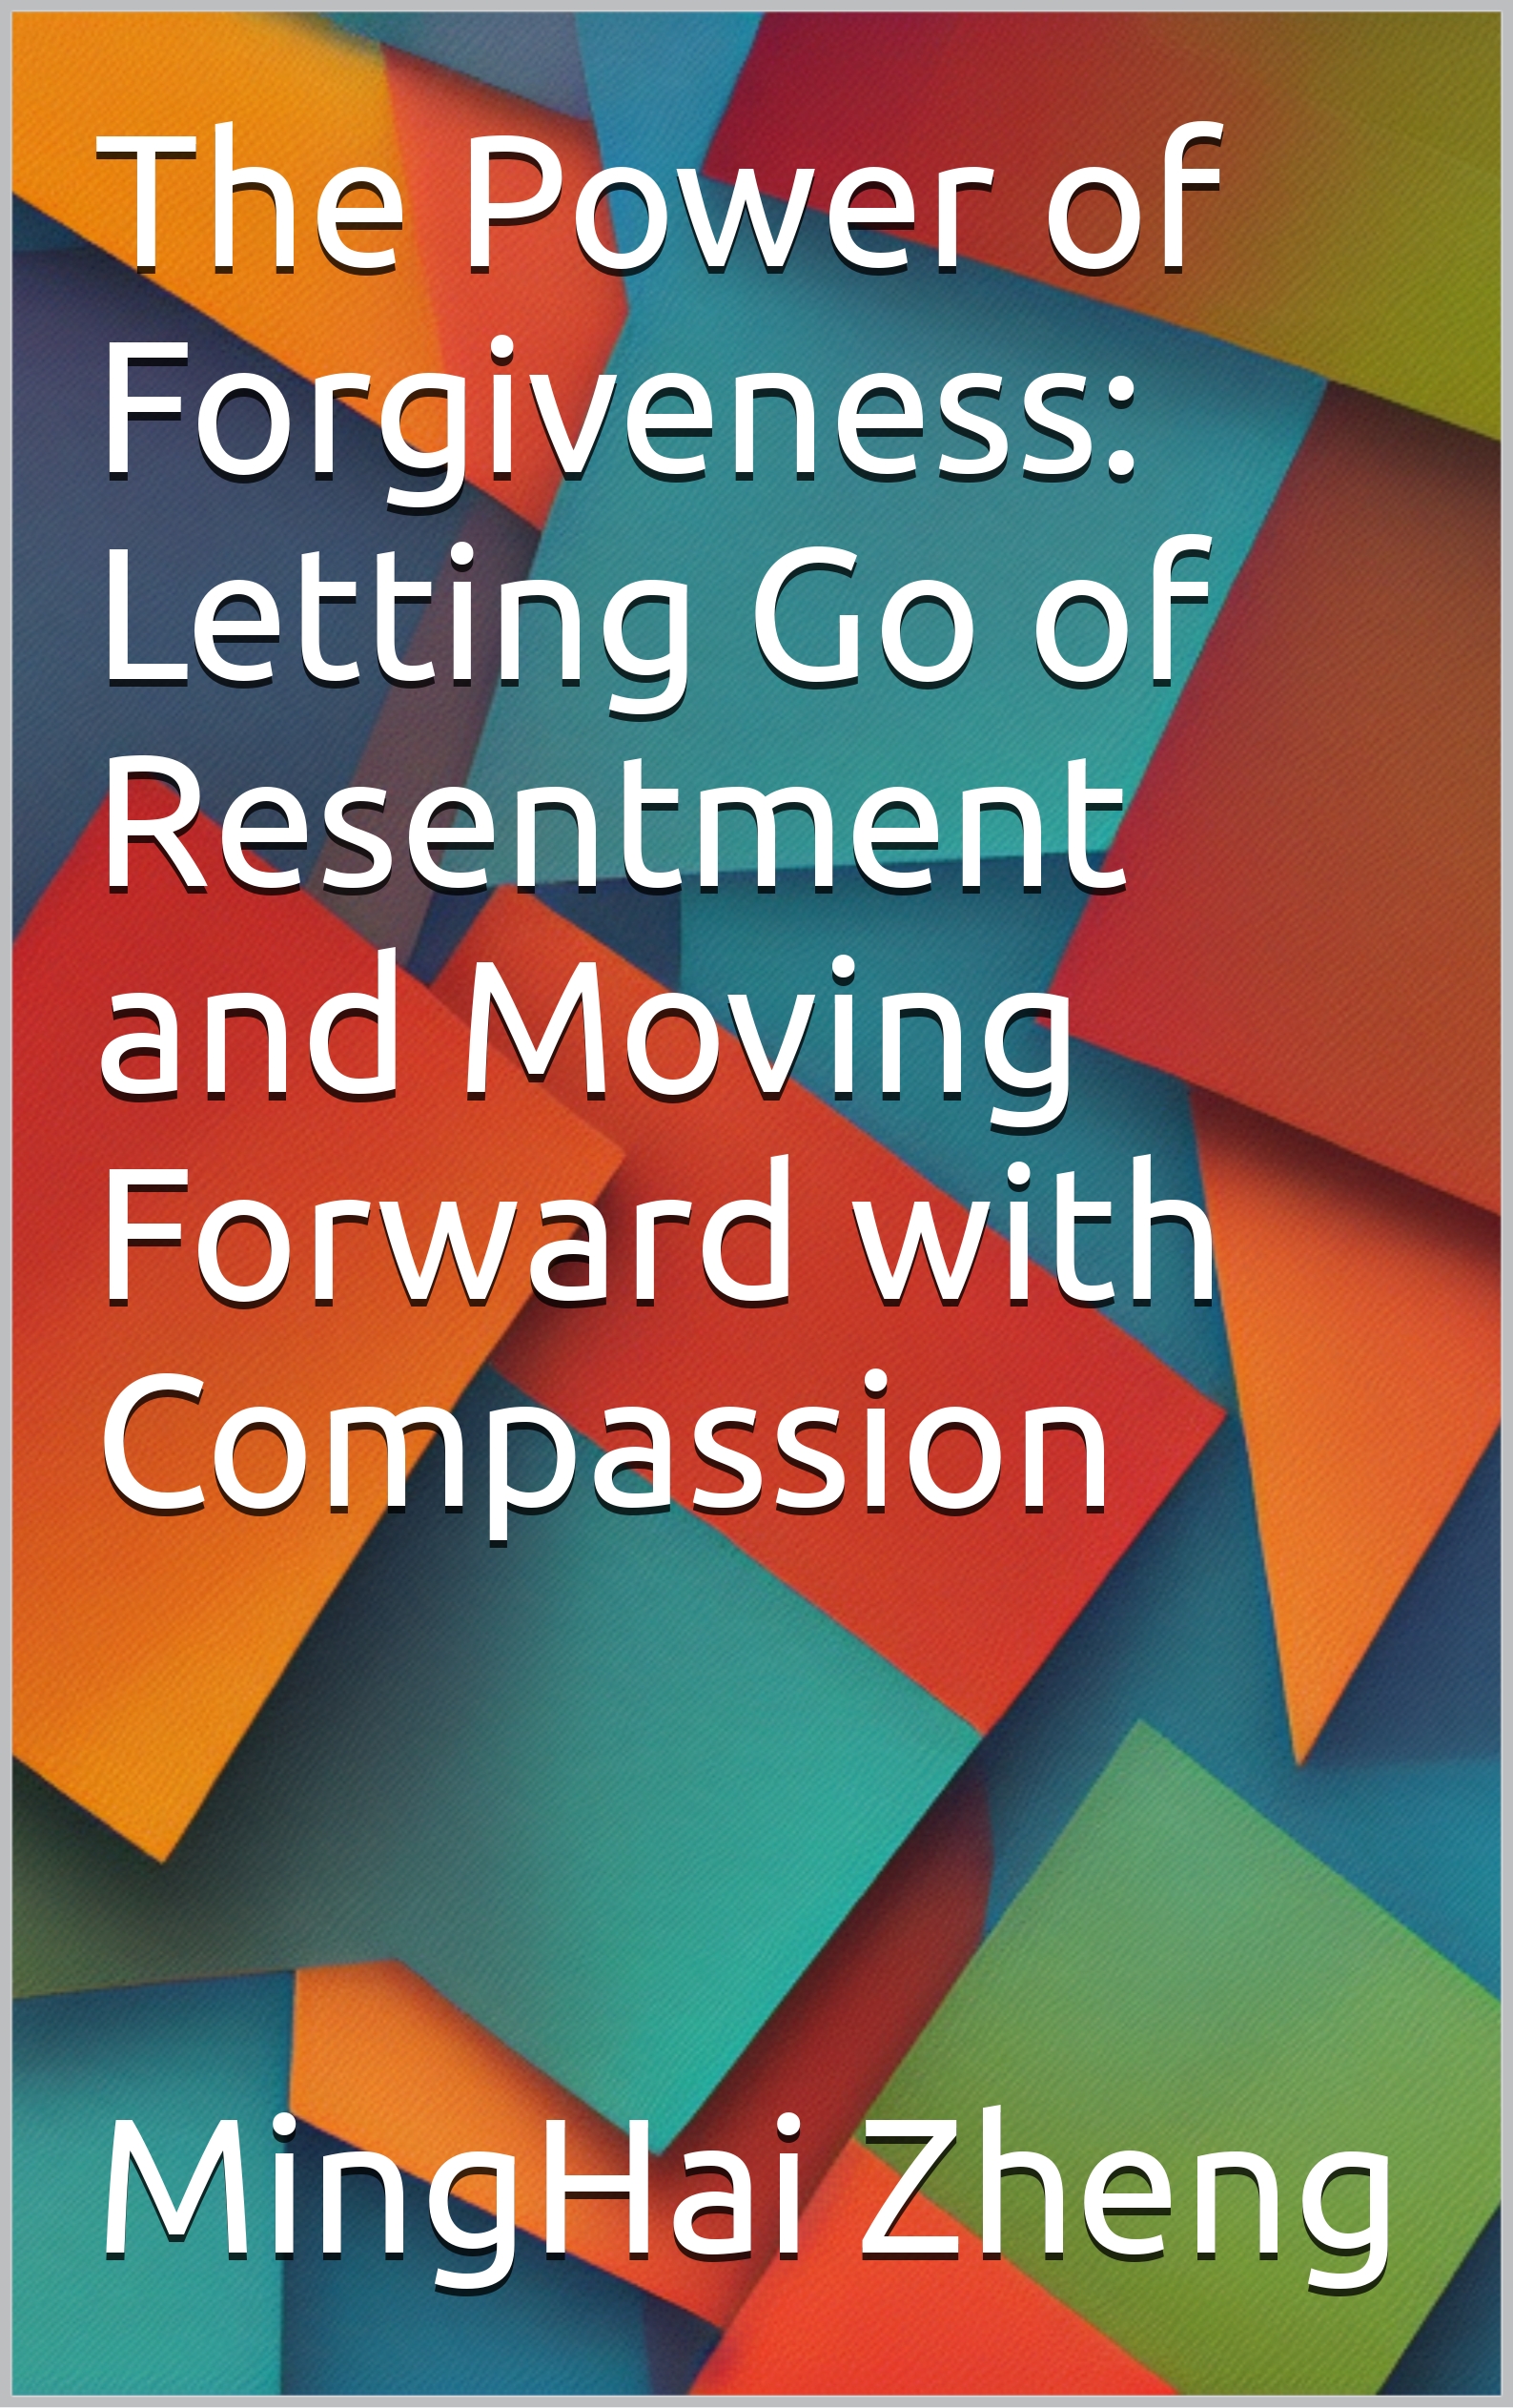 The Power of
Forgiveness:
Letting Go of
Resentment
and Moving
Forward with
Compassion
MingHai Zheng